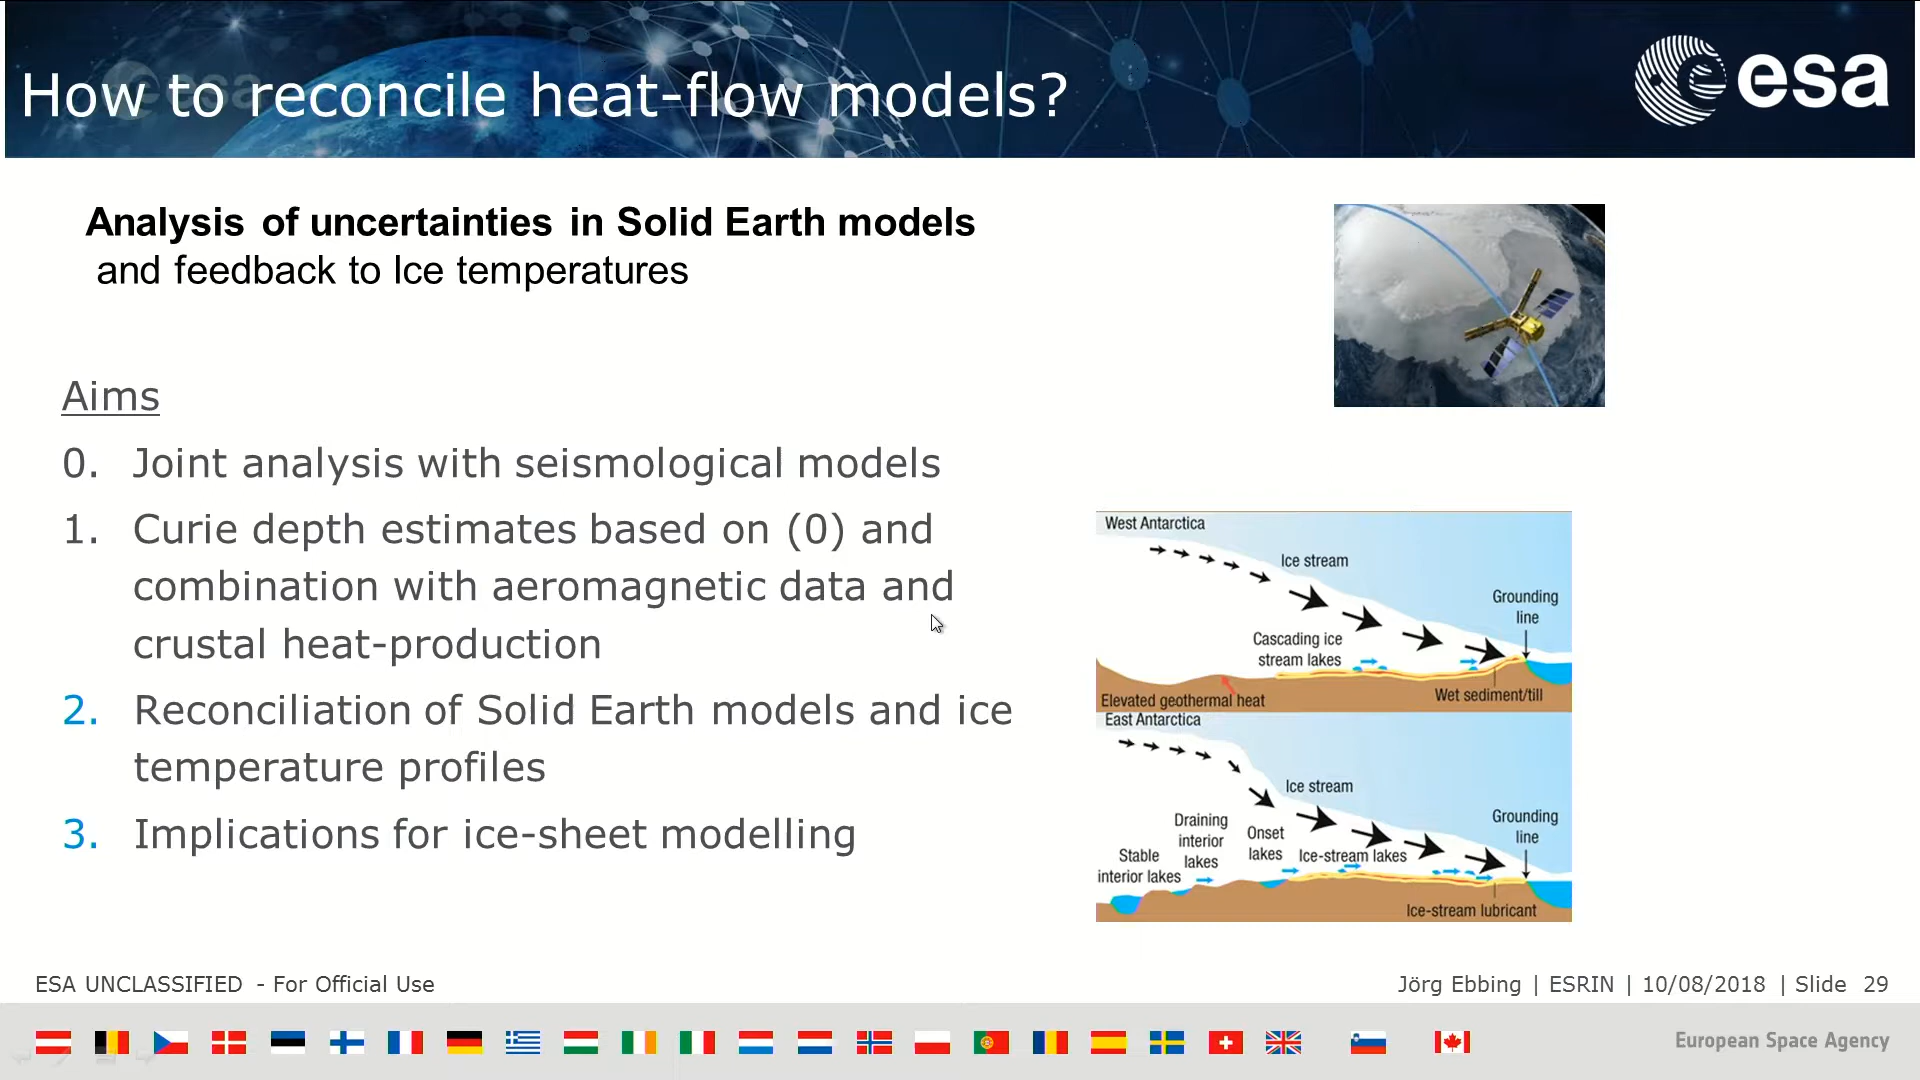 How to reconcile heat-flow models?
esa
Analysis of uncertainties in Solid Earth models
and feedback to Ice temperatures
Aims
0. Joint analysis with seismological models
1. Curie depth estimates based on (0) and
combination with aeromagnetic data and
crustal heat-production
2. Reconciliation of Solid Earth models and ice
temperature profiles
3. Implications for ice-sheet modelling
West Antarctica
Ice stream
Grounding
line
Cascading ice
stream lakes
Elevated geothermal heat
Wet sediment/till
East Antarctica
Ice stream
Grounding
line
Draining
interior
lakes
Onset
lakes
Stable
interior lakes
Ice-stream lakes
Ice-stream lubricant
ESA UNCLASSIFIED - For Official Use
Jörg Ebbing | ESRIN | 10/08/2018 | Slide 29
European Space Agency